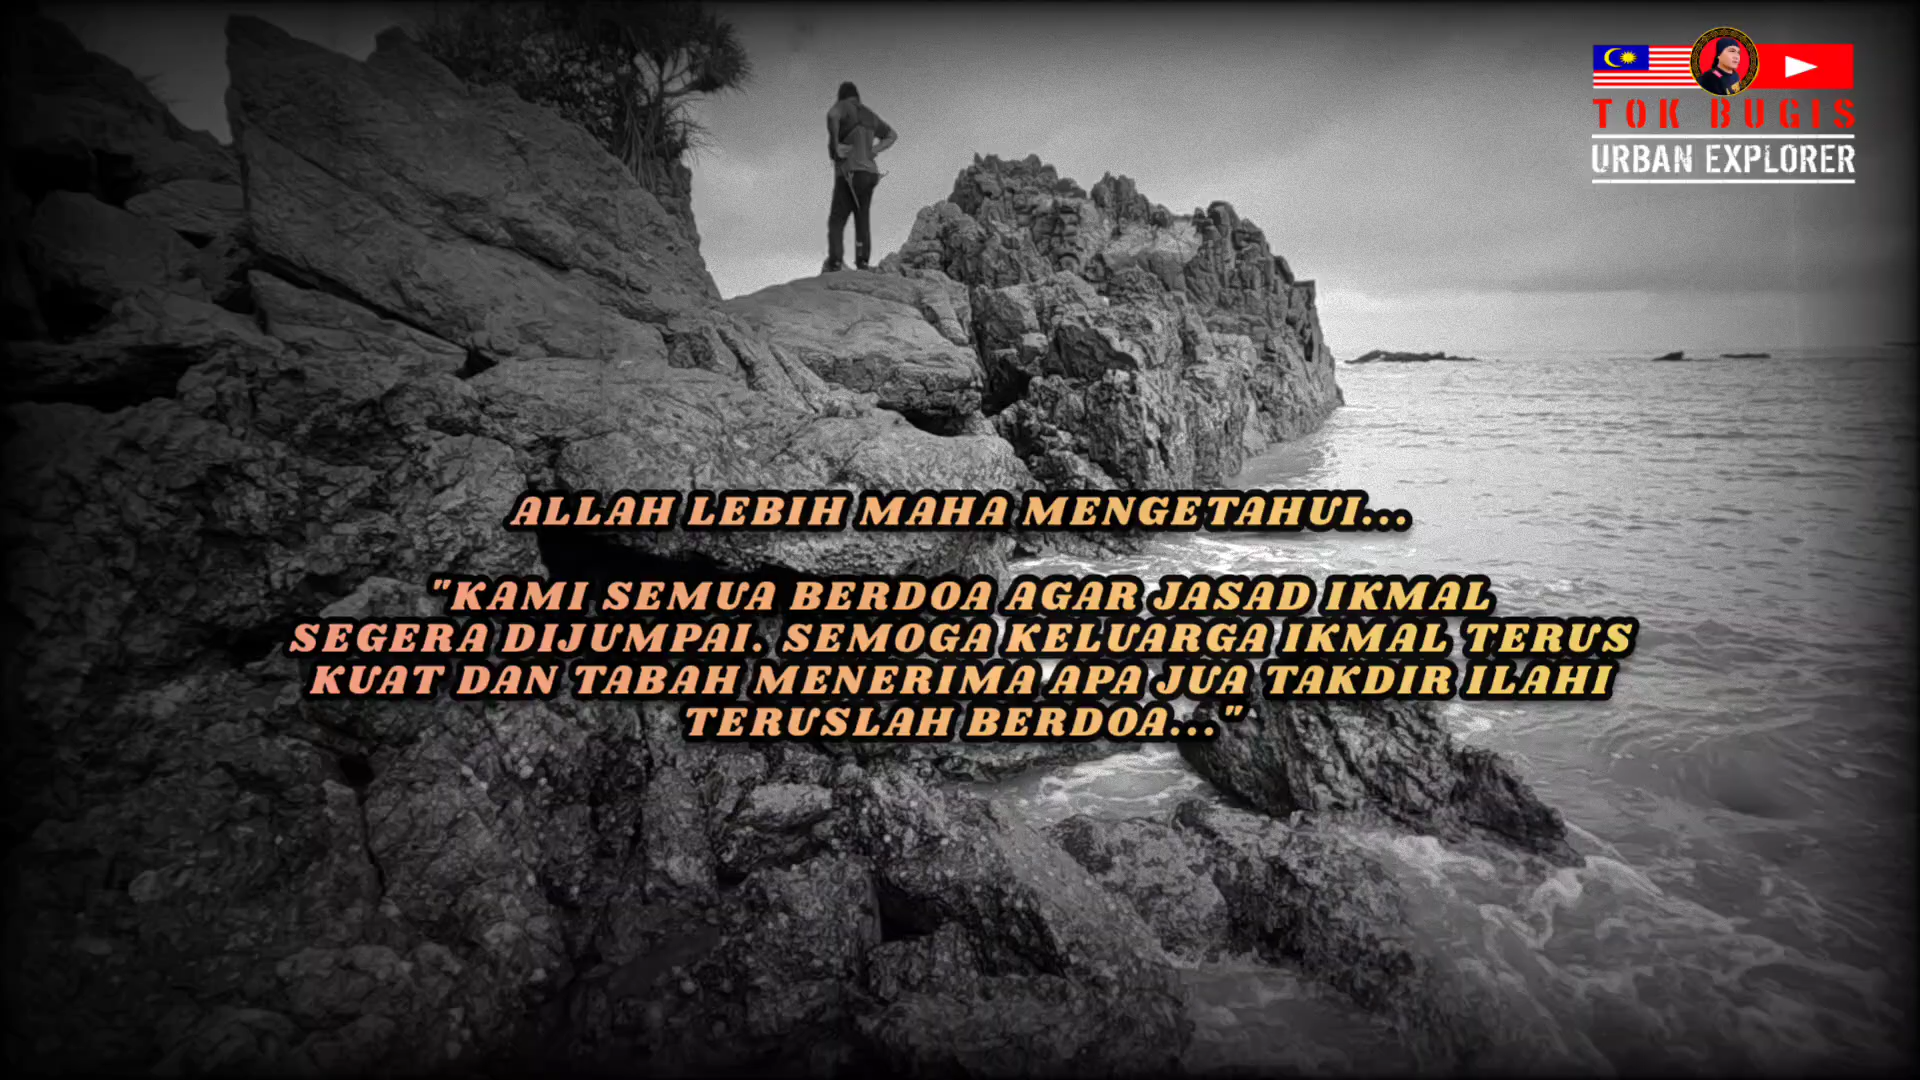 TOK BUGIS
URBAN EXPLORER
ALLAH LEBIH MAHA MENGETAHUI...
"KAMI SEMUA BERDOA AGAR JASAD IKMAL
SEGERA DIJUMPAI. SEMOGA KELUARGA IKMAL TERUS
KUAT DAN TABAH MENERIMA APA JUA TAKDIR ILAHI
TERUSLAH BERDOA..."